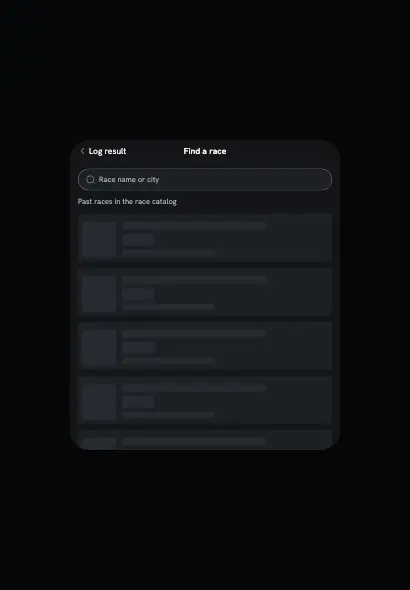 Log result
Find a race
Race name or city
Past races in the race catalog